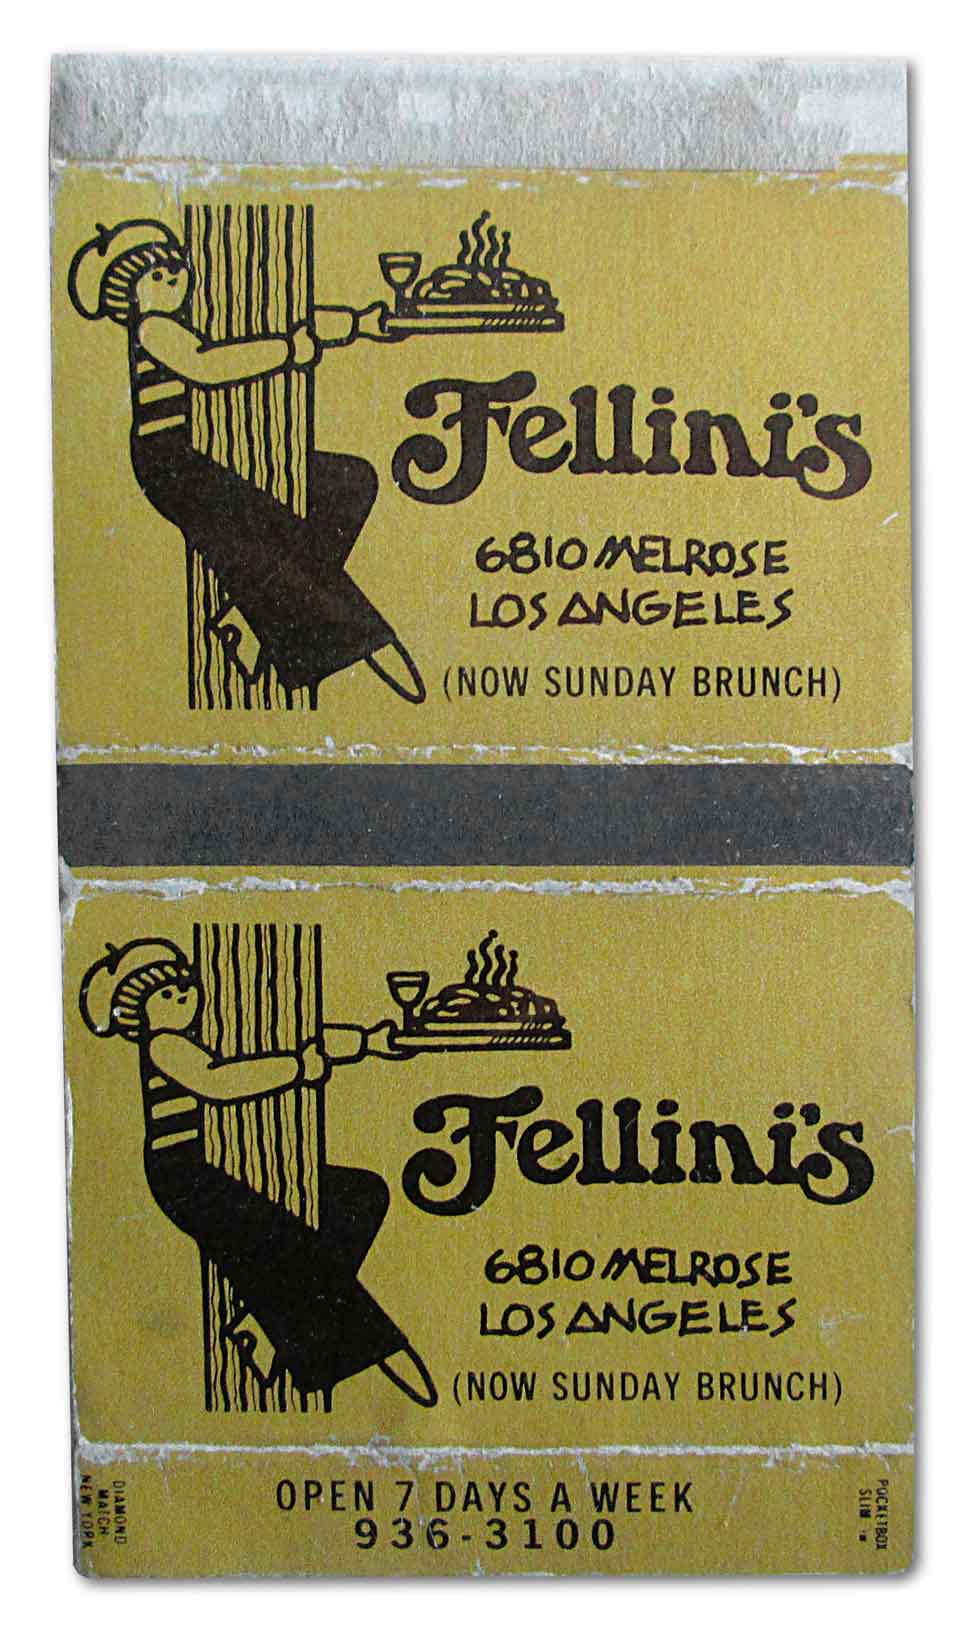 Fellini's
6810 MELROSE
LOS ANGELES
(NOW SUNDAY BRUNCH)
Fellini's
6810 MELROSE
LOS ANGELES
(NOW SUNDAY BRUNCH)
OPEN 7 DAYS A WEEK
936-3100
DIAMOND
MATCH
NEW YORK
POCKETBOX
SLIM